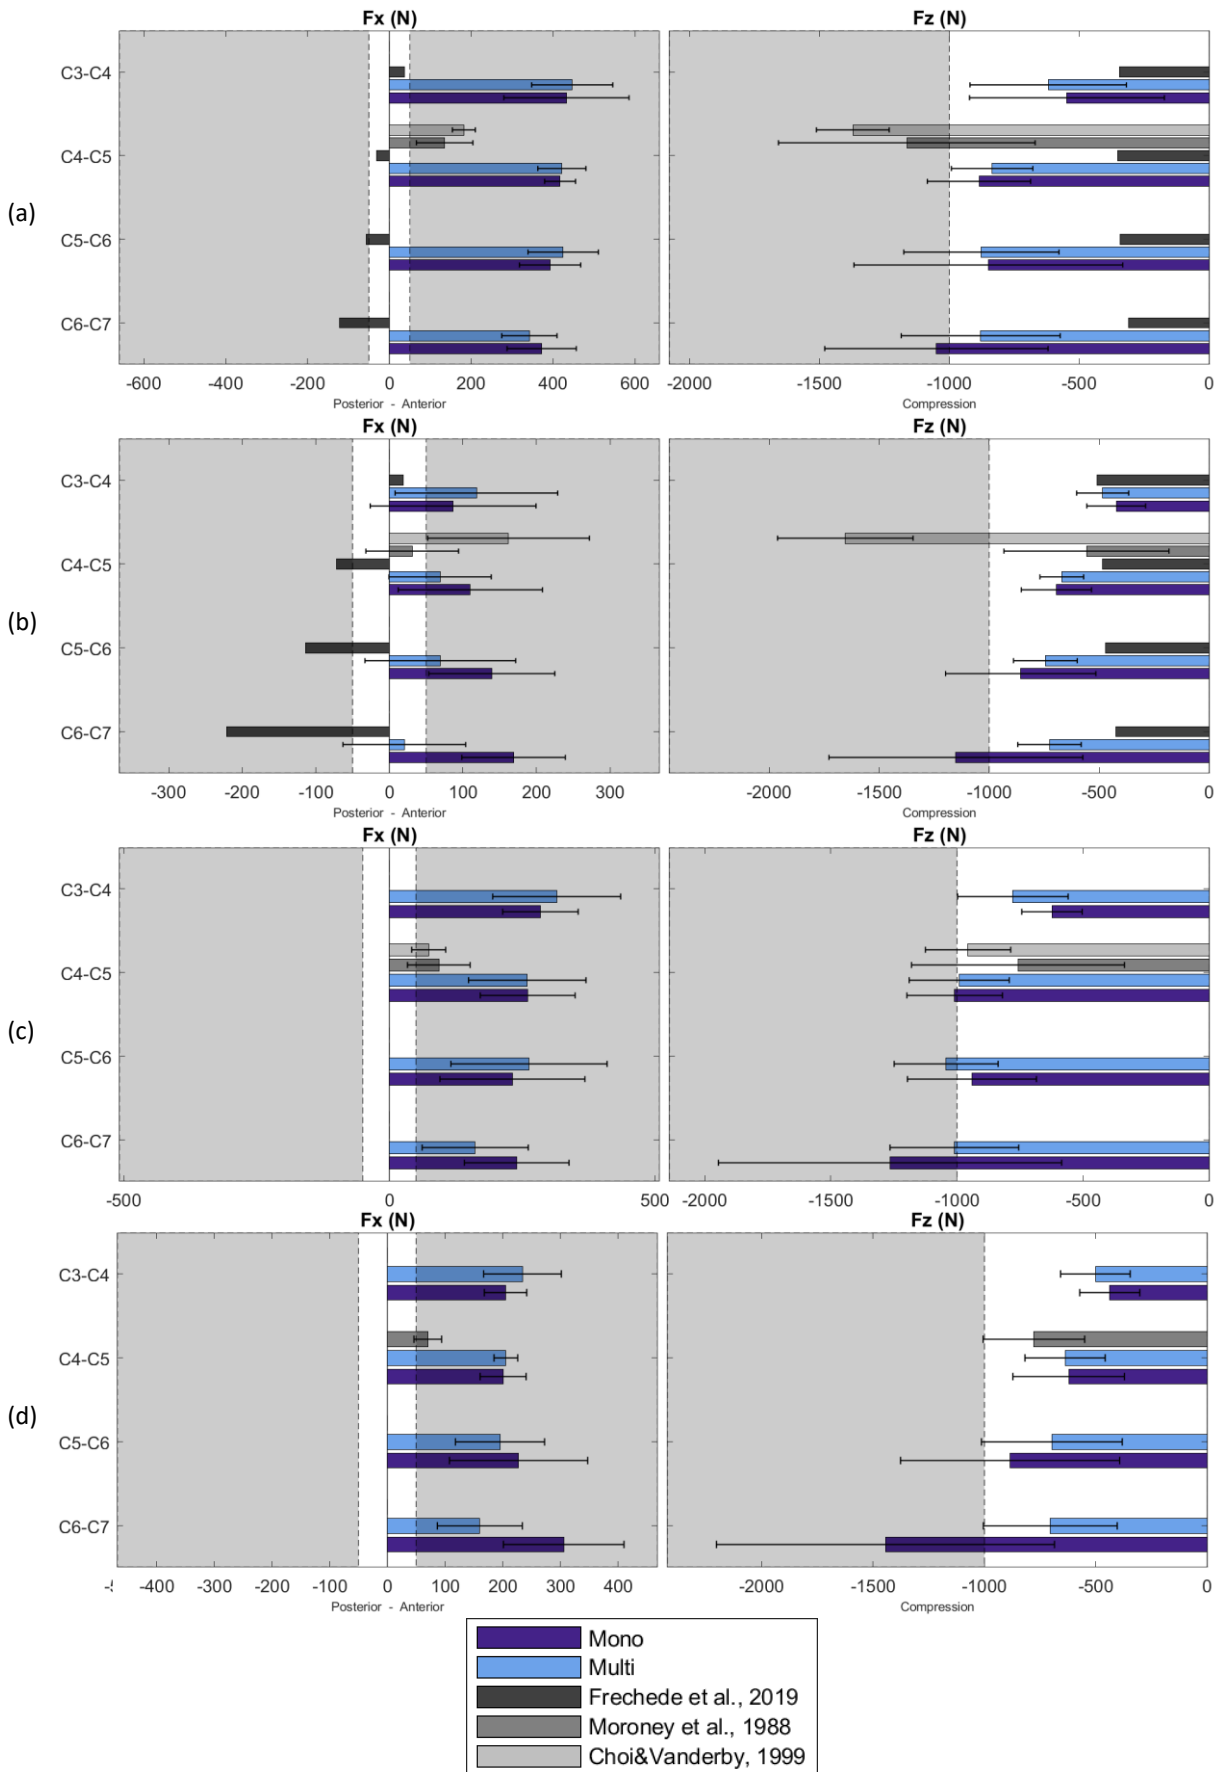 Fx (N) Fz (N)
C3-C4
C4-C5
(a)
C5-C6
C6-C7
-600 -400 -200 0 200 400 600 -2000 -1500 -1000 -500 0
Posterior - Anterior Compression
Fx (N) Fz (N)
C3-C4
C4-C5
(b)
C5-C6
C6-C7
-300 -200 -100 0 100 200 300 -2000 -1500 -1000 -500 0
Posterior - Anterior Compression
Fx (N) Fz (N)
C3-C4
C4-C5
(c)
C5-C6
C6-C7
-500 0 500 -2000 -1500 -1000 -500 0
Fx (N) Fz (N)
C3-C4
C4-C5
(d)
C5-C6
C6-C7
-400 -300 -200 -100 0 100 200 300 400 -2000 -1500 -1000 -500 0
Posterior - Anterior Compression
Mono
Multi
Frechede et al., 2019
Moroney et al., 1988
Choi&Vanderby, 1999